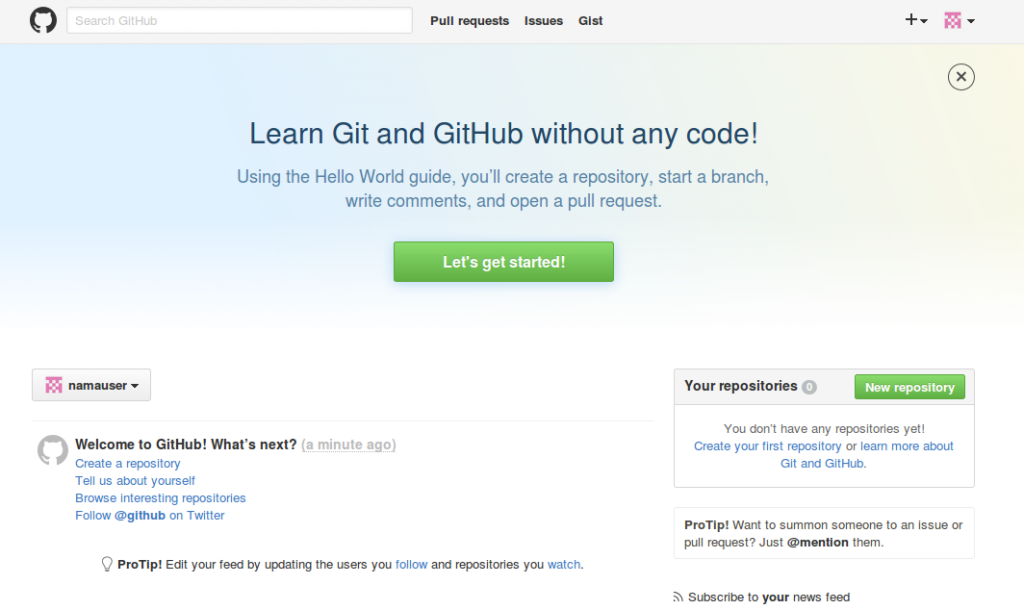 Search GitHub
Pull requests Issues Gist
Learn Git and GitHub without any code!
Using the Hello World guide, you’ll create a repository, start a branch,
write comments, and open a pull request.
Let's get started!
namauser
Welcome to GitHub! What’s next? (a minute ago)
Create a repository
Tell us about yourself
Browse interesting repositories
Follow @github on Twitter
ProTip! Edit your feed by updating the users you follow and repositories you watch.
Your repositories 0
New repository
You don’t have any repositories yet!
Create your first repository or learn more about
Git and GitHub.
ProTip! Want to summon someone to an issue or
pull request? Just @mention them.
Subscribe to your news feed